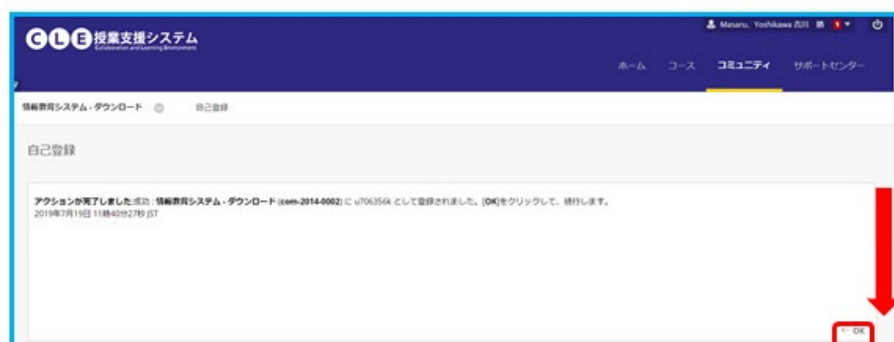 CLE授業支援システム
Collaboration and Learning Environment
Masaru, Yoshikawa 吉川 勝 1
ホーム コース コミュニティ サポートセンター
情報教育システム - ダウンロード 自己登録
自己登録
アクションが完了しました:成功: 情報教育システム - ダウンロード (com-2014-0002) に u706356k として登録されました。[OK]をクリックして、続行します。
2019年7月19日 11時40分27秒 JST
← OK